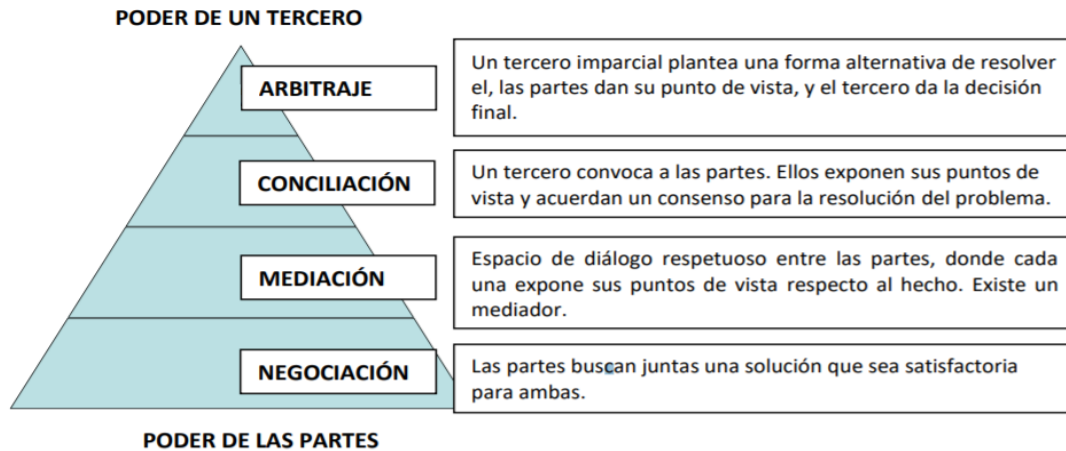 PODER DE UN TERCERO
ARBITRAJE
Un tercero imparcial plantea una forma alternativa de resolver
el, las partes dan su punto de vista, y el tercero da la decisión
final.
CONCILIACIÓN
Un tercero convoca a las partes. Ellos exponen sus puntos de
vista y acuerdan un consenso para la resolución del problema.
MEDIACIÓN
Espacio de diálogo respetuoso entre las partes, donde cada
una expone sus puntos de vista respecto al hecho. Existe un
mediador.
NEGOCIACIÓN
Las partes buscan juntas una solución que sea satisfactoria
para ambas.
PODER DE LAS PARTES